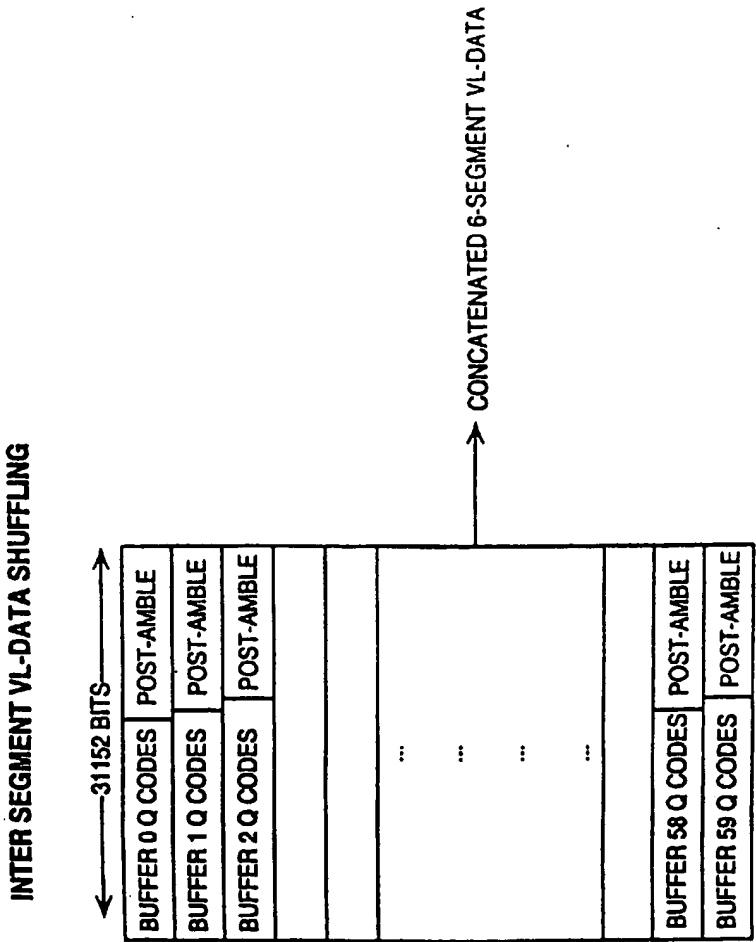 INTER SEGMENT VL-DATA SHUFFLING
31152 BITS
BUFFER 0 Q CODES POST-AMBLE
BUFFER 1 Q CODES POST-AMBLE
BUFFER 2 Q CODES POST-AMBLE
...
...
...
...
BUFFER 58 Q CODES POST-AMBLE
BUFFER 59 Q CODES POST-AMBLE
CONCATENATED 6-SEGMENT VL-DATA